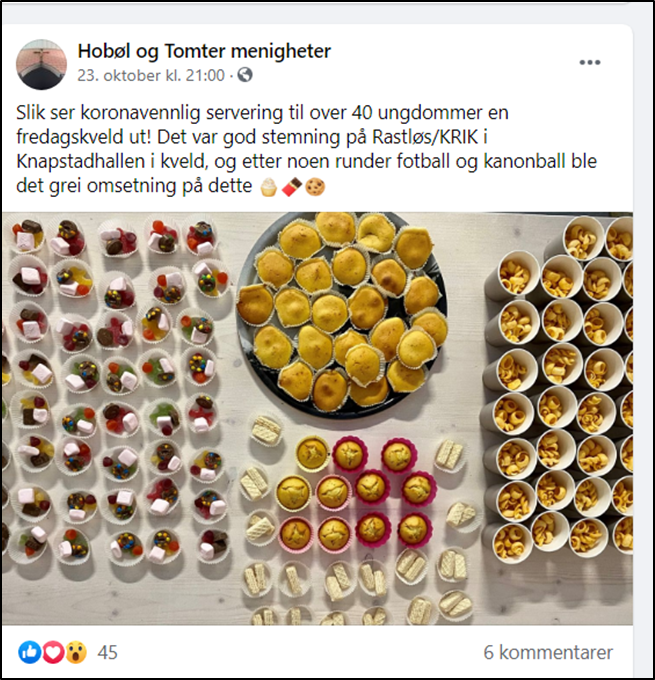 Hobøl og Tomter menigheter
23. oktober kl. 21:00 ·
Slik ser koronavennlig servering til over 40 ungdommer en
fredagskveld ut! Det var god stemning på Rastløs/KRIK i
Knapstadhallen i kveld, og etter noen runder fotball og kanonball ble
det grei omsetning på dette 🧁🍫🍪
45
6 kommentarer